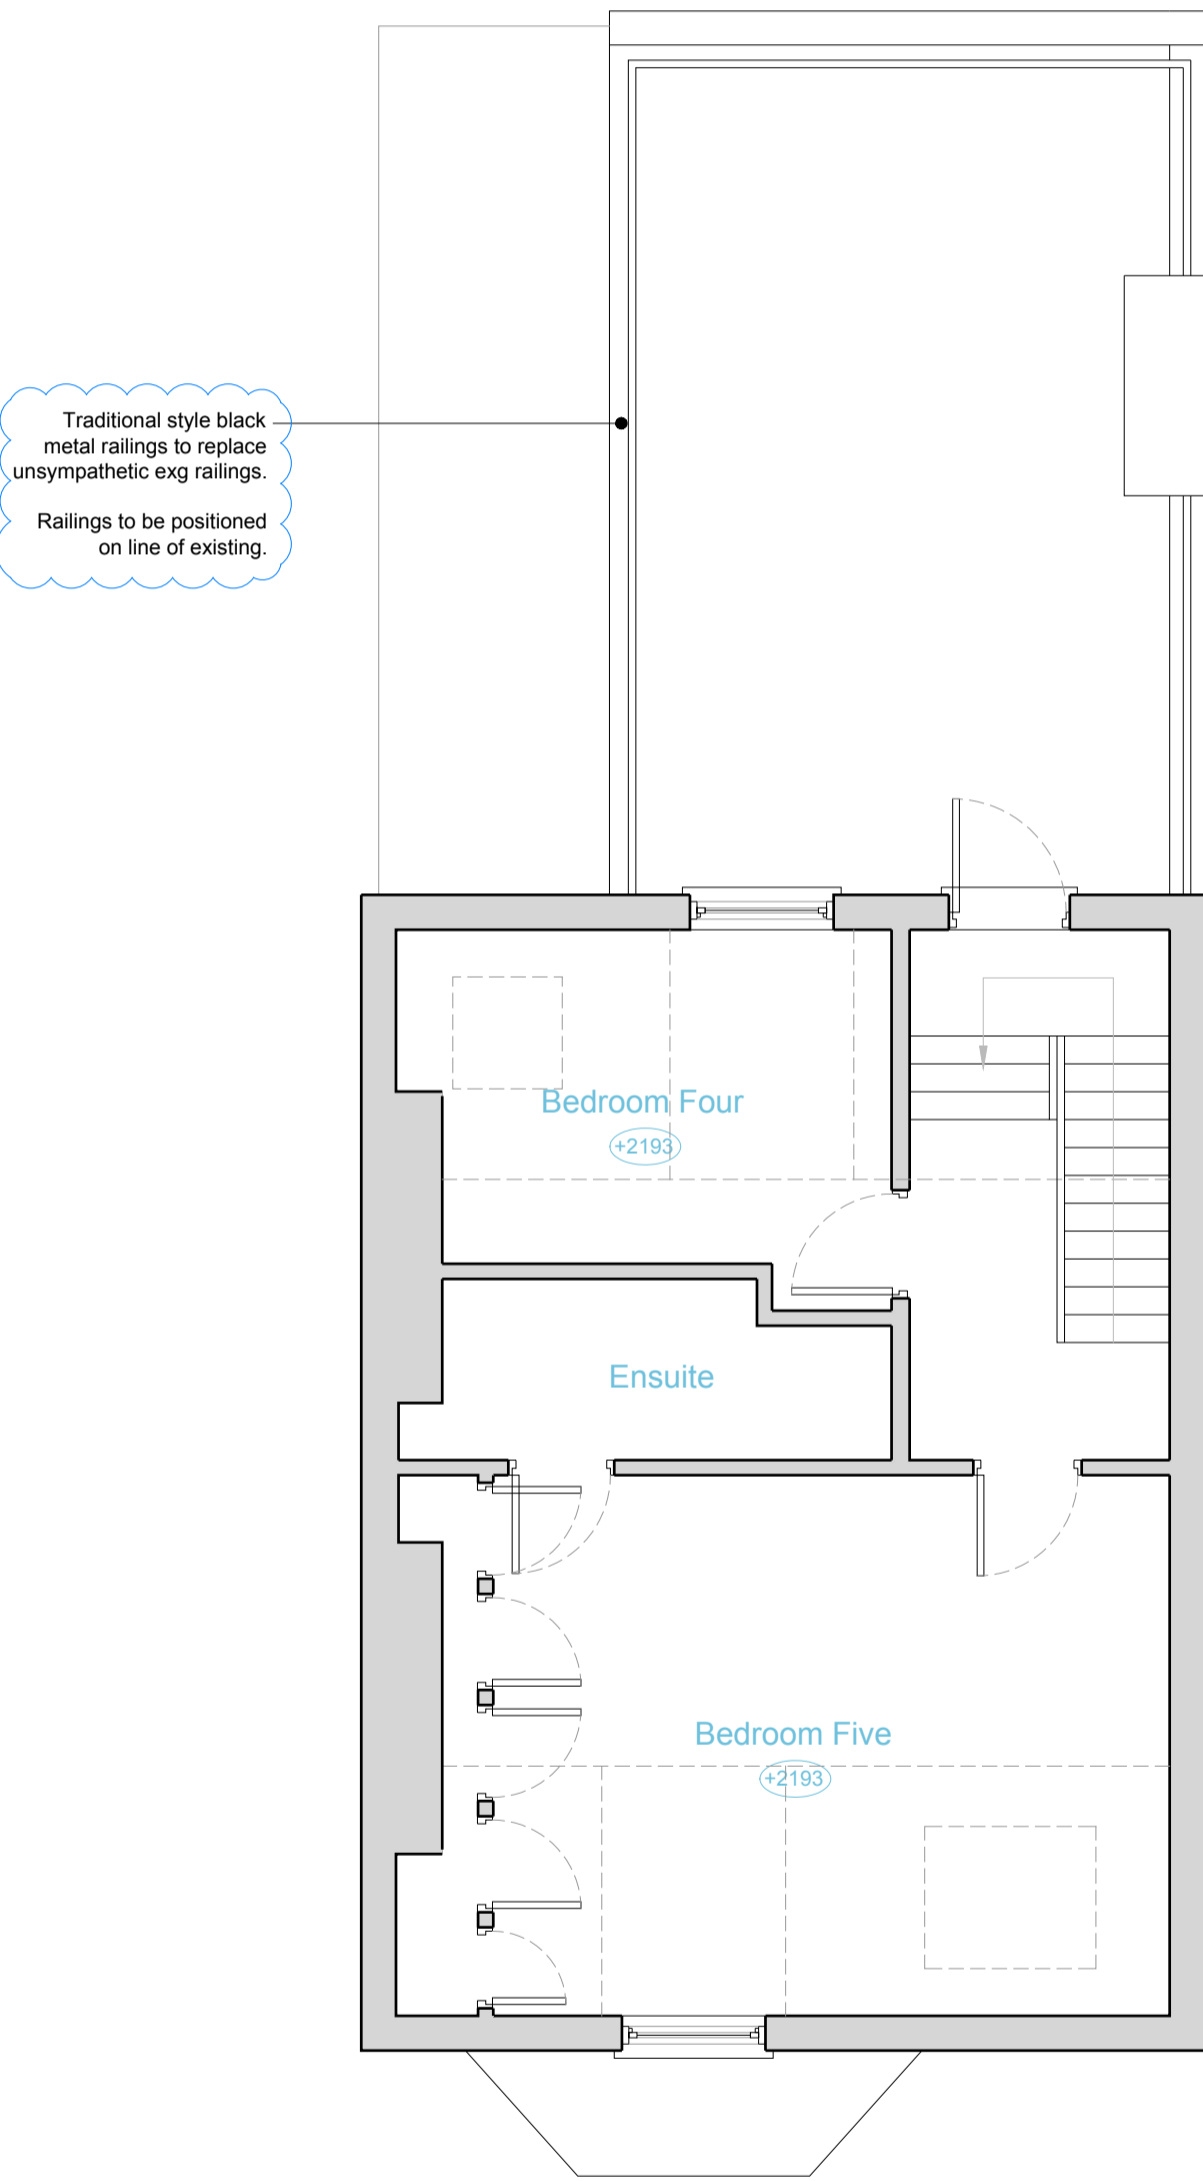 Traditional style black
metal railings to replace
unsympathetic exg railings.
Railings to be positioned
on line of existing.
Bedroom Four
+2193
Ensuite
Bedroom Five
+2193